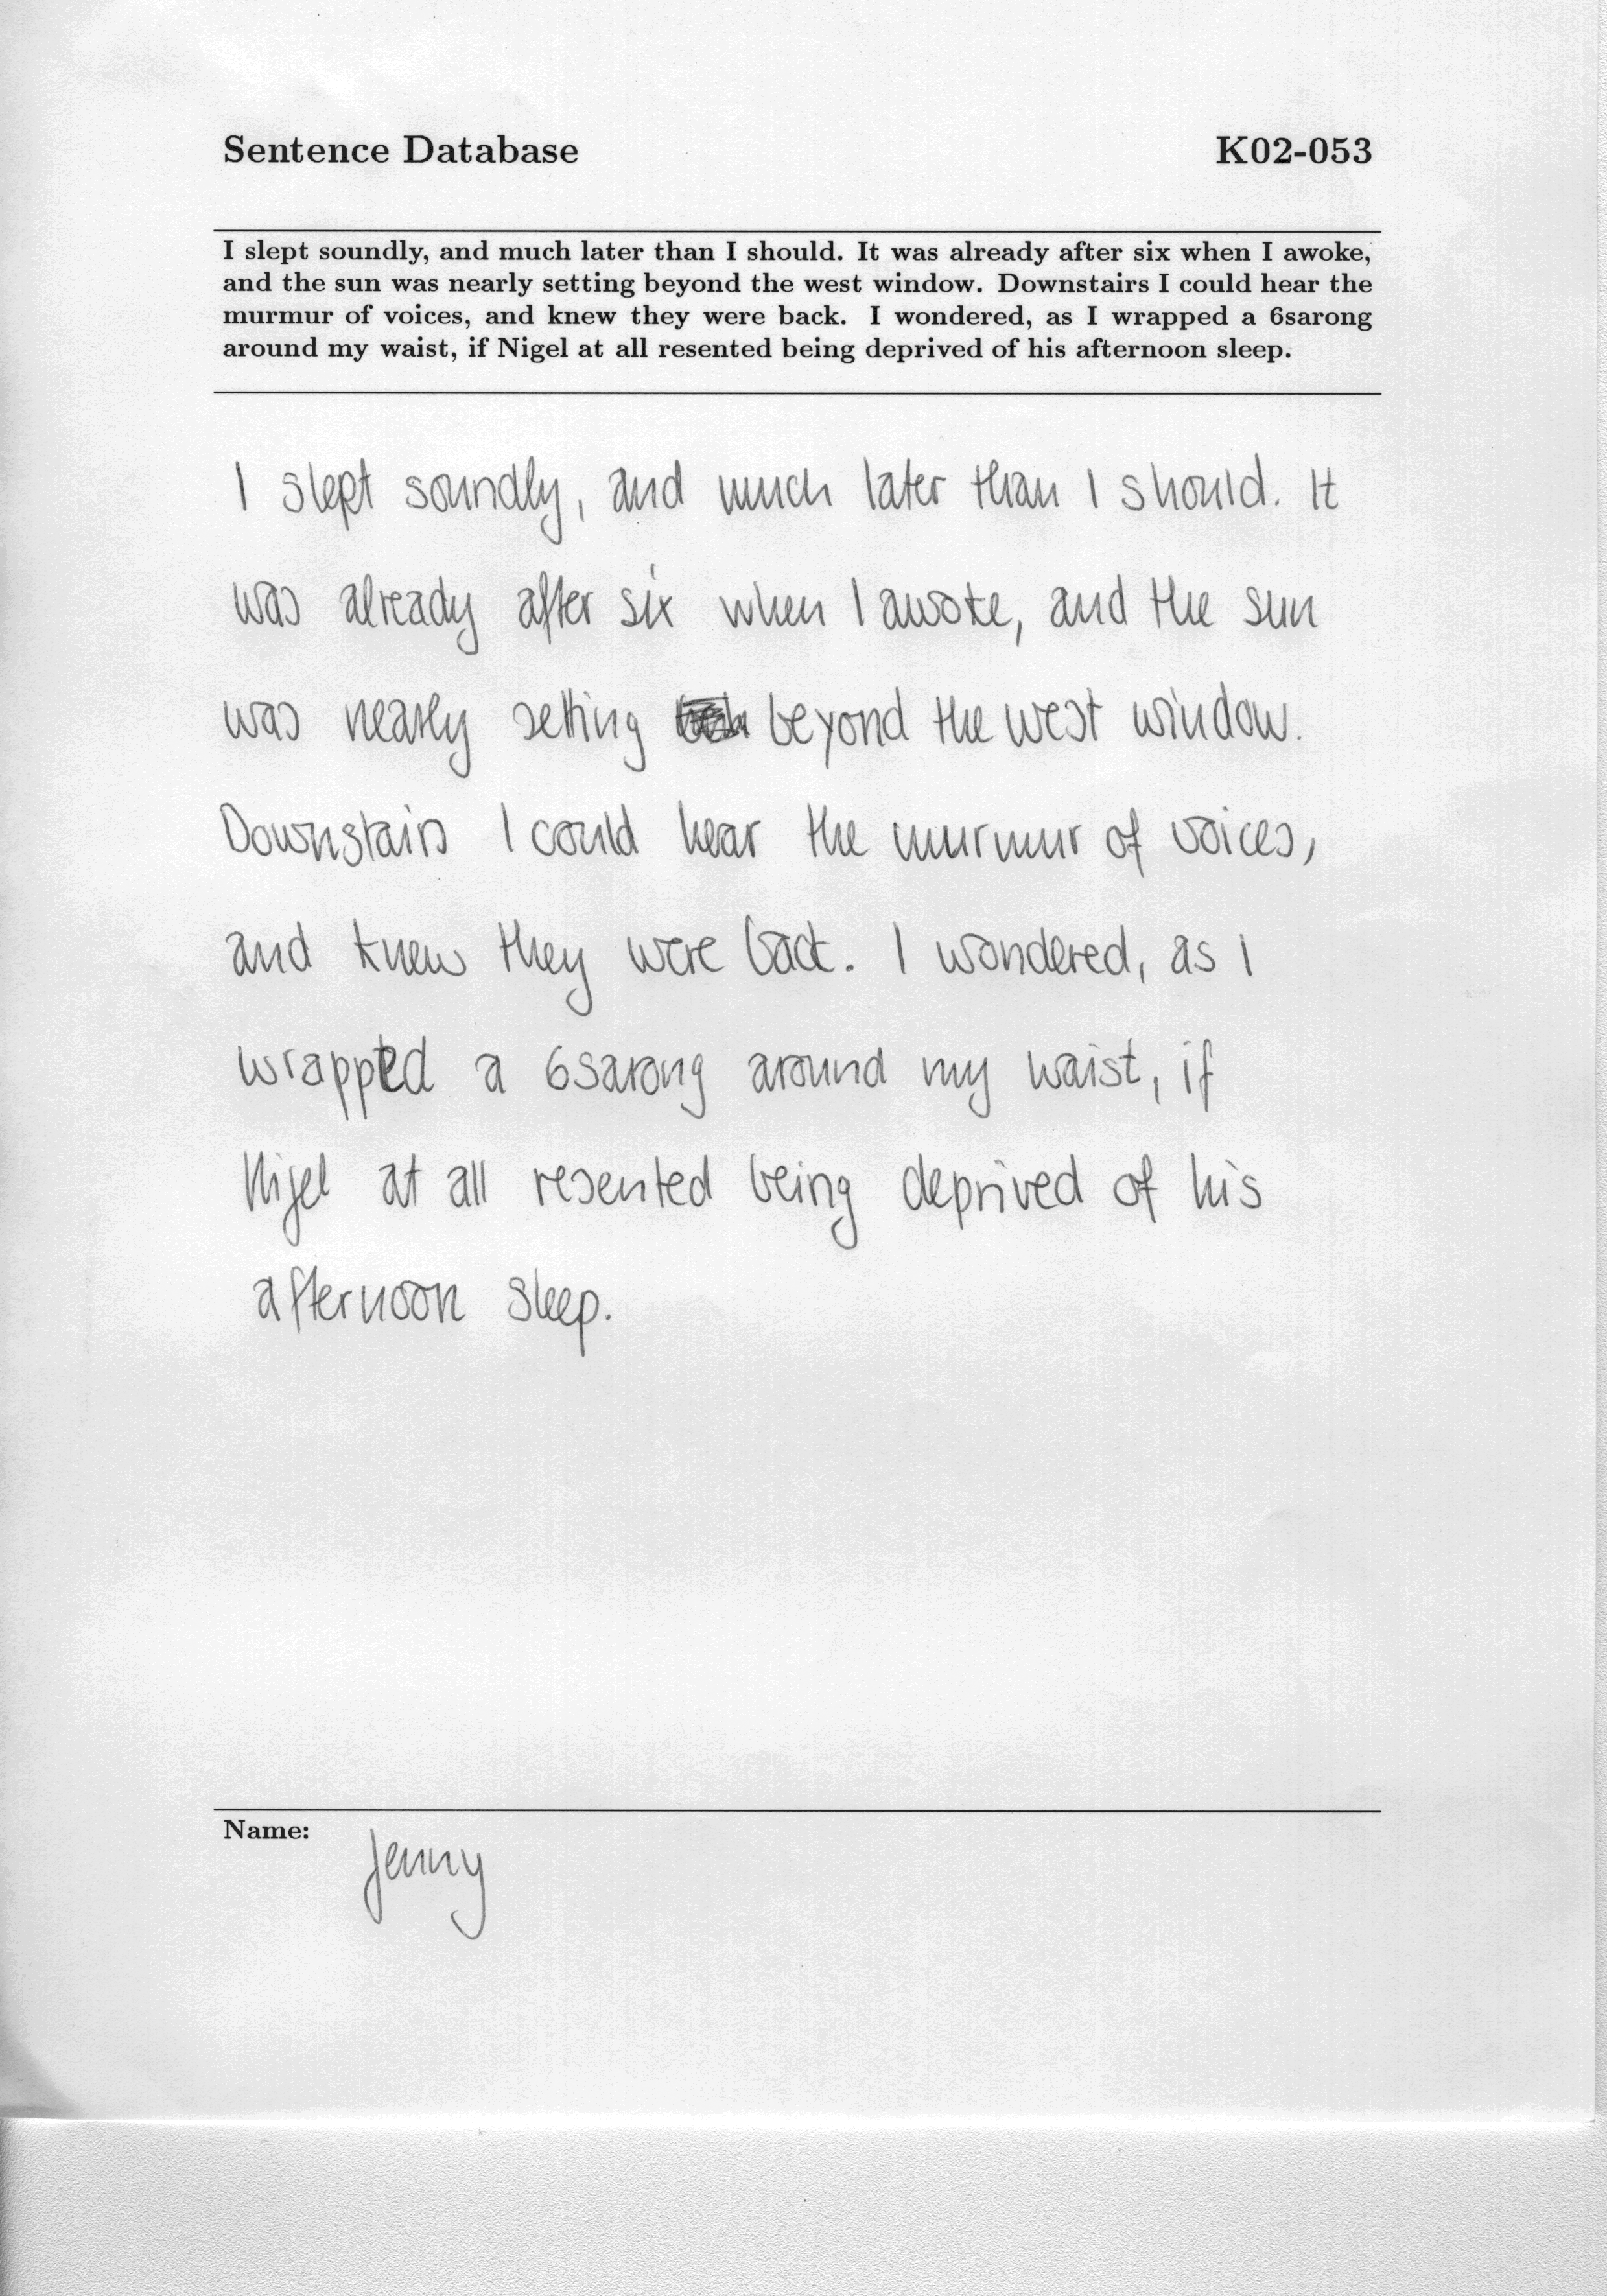 Sentence Database K02-053
I slept soundly, and much later than I should. It was already after six when I awoke,
and the sun was nearly setting beyond the west window. Downstairs I could hear the
murmur of voices, and knew they were back. I wondered, as I wrapped a 6sarong
around my waist, if Nigel at all resented being deprived of his afternoon sleep.
I slept soundly, and much later than I should. It
was already after six when I awoke, and the sun
was nearly setting beyond the west window.
Downstairs I could hear the murmur of voices,
and knew they were back. I wondered, as I
wrapped a 6sarong around my waist, if
Nigel at all resented being deprived of his
afternoon sleep.
Name: Jenny